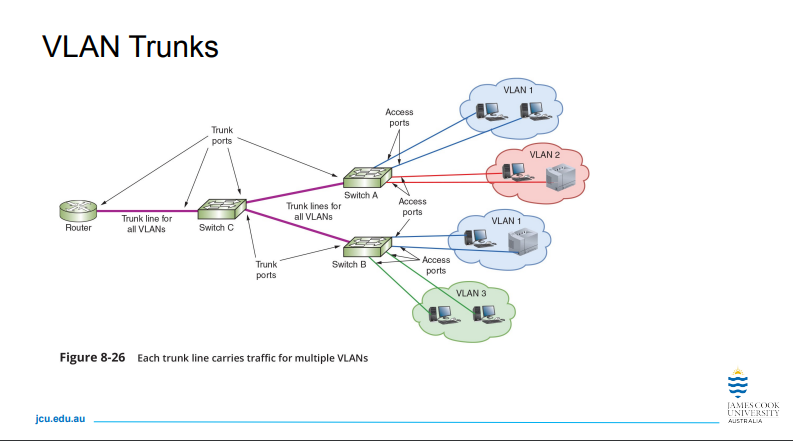 VLAN Trunks
VLAN 1
Access
ports
Trunk
ports
VLAN 2
Switch A
Access
ports
Trunk lines for
all VLANs
Trunk line for
all VLANs
Router
Switch C
VLAN 1
Trunk
ports
Switch B
Access
ports
VLAN 3
Figure 8-26 Each trunk line carries traffic for multiple VLANs
JAMES COOK
UNIVERSITY
AUSTRALIA
jcu.edu.au